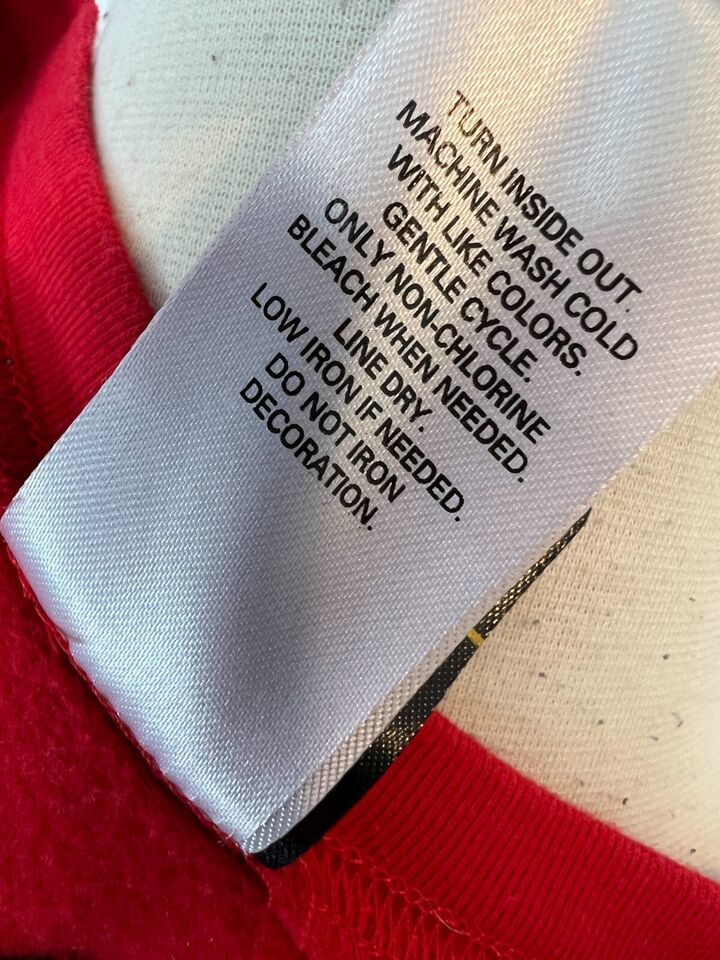 TURN INSIDE OUT.
MACHINE WASH COLD
WITH LIKE COLORS.
GENTLE CYCLE.
ONLY NON-CHLORINE
BLEACH WHEN NEEDED.
LINE DRY.
LOW IRON IF NEEDED.
DO NOT IRON
DECORATION.